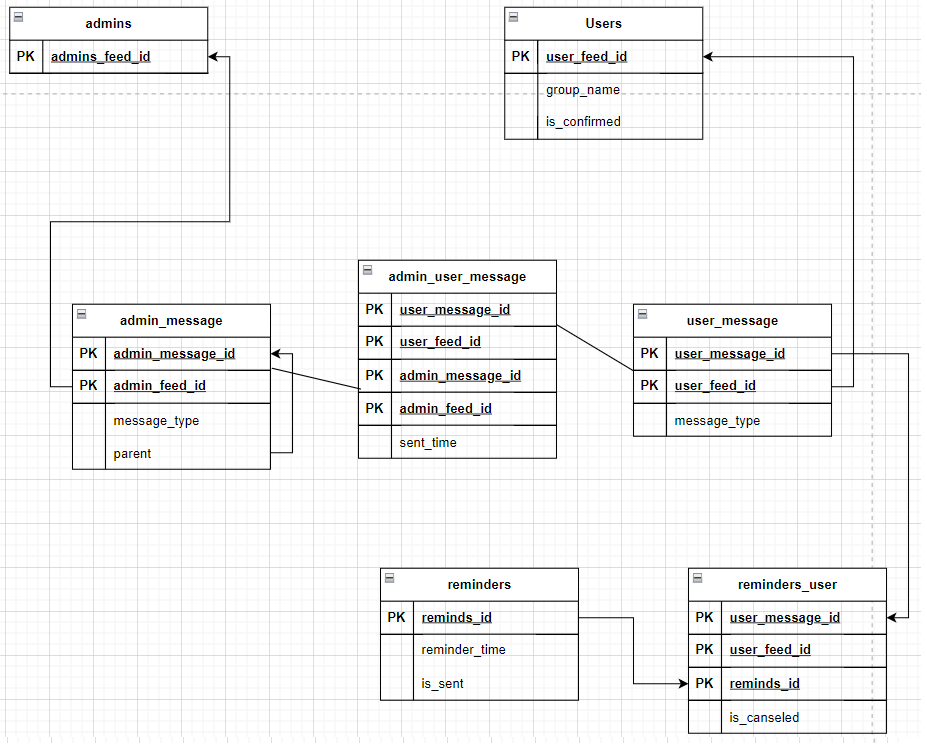 admins
PK admins_feed_id
Users
PK user_feed_id
group_name
is_confirmed
admin_message
PK admin_message_id
PK admin_feed_id
message_type
parent
admin_user_message
PK user_message_id
PK user_feed_id
PK admin_message_id
PK admin_feed_id
sent_time
user_message
PK user_message_id
PK user_feed_id
message_type
reminders
PK reminds_id
reminder_time
is_sent
reminders_user
PK user_message_id
PK user_feed_id
PK reminds_id
is_canseled